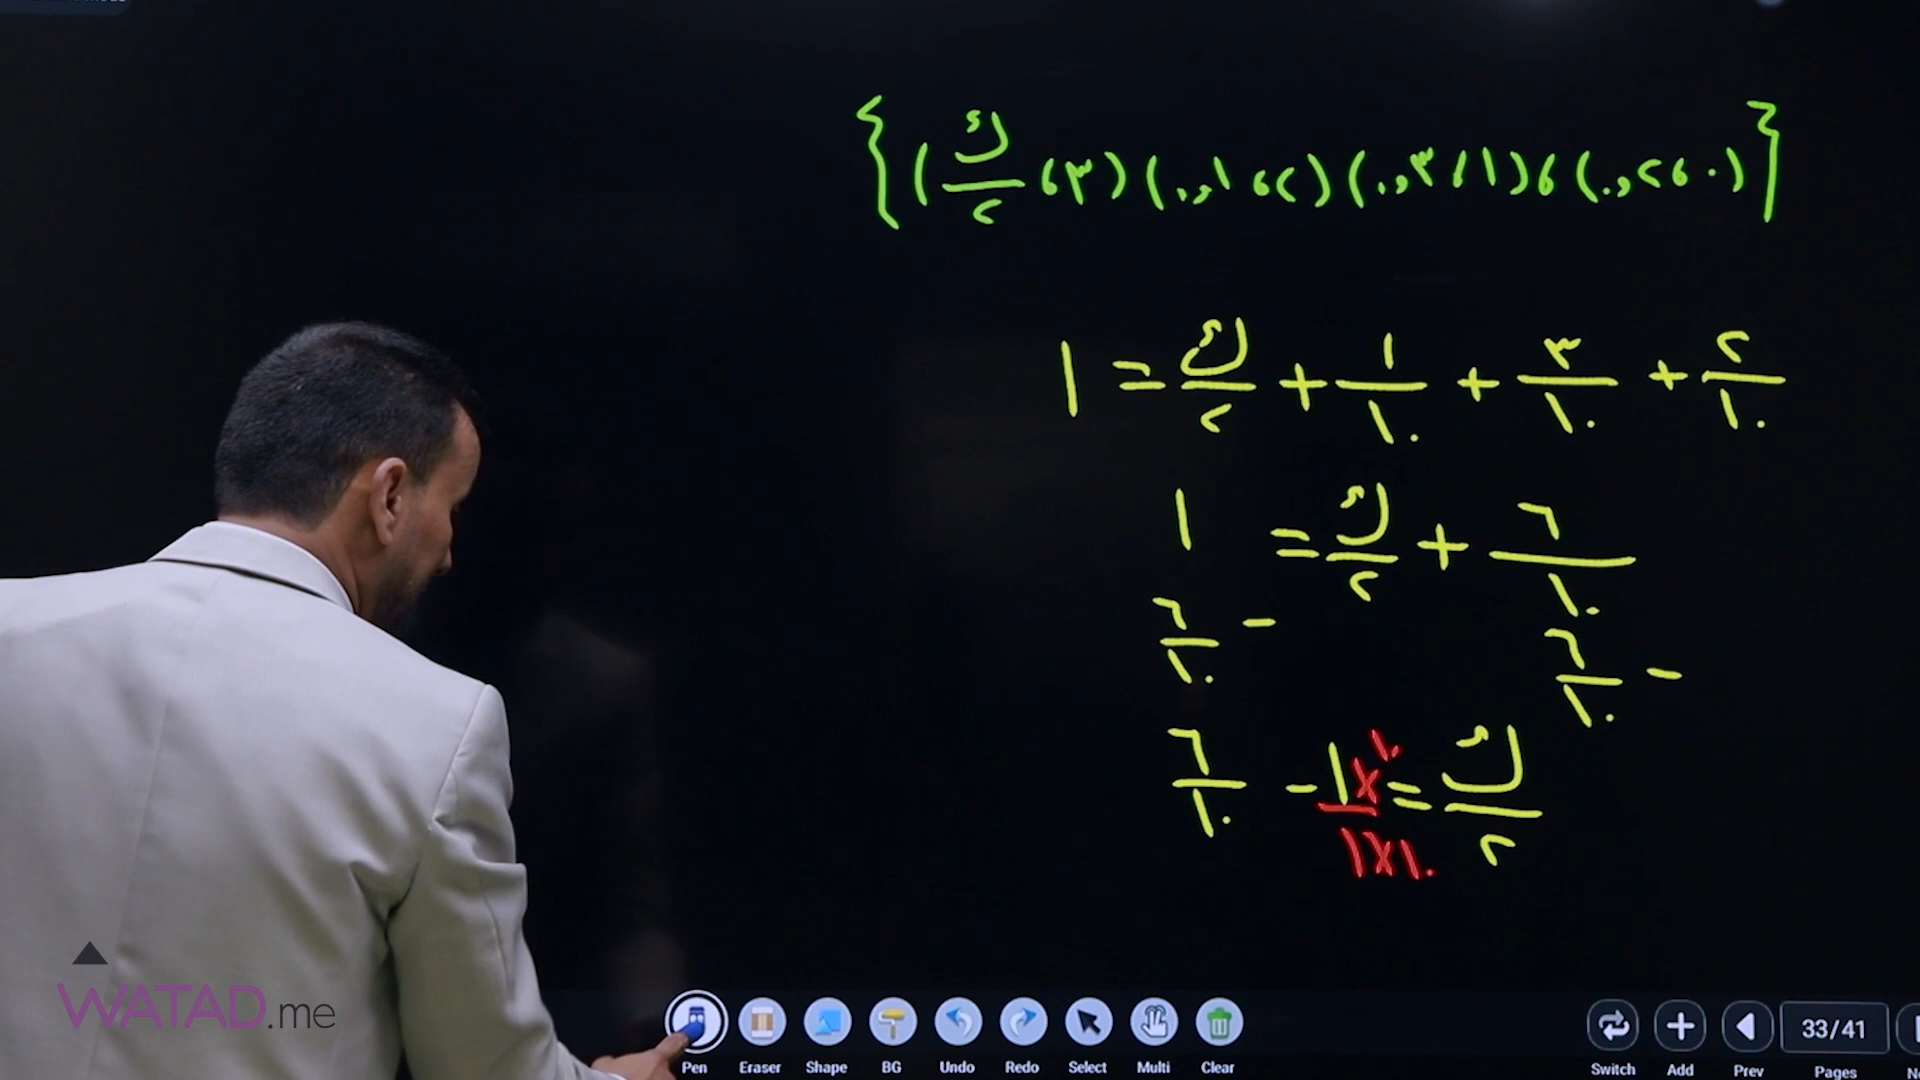 {(٠ ، ٠,٢) ، (١ ، ٠,٣) (٢ ، ٠,١) (٣ ، ك/٢)}
٢/١٠ + ٣/١٠ + ١/١٠ + ك/٢ = ١
٦/١٠ + ك/٢ = ١
- ٦/١٠ - ٦/١٠
ك/٢ = ١×١٠/١×١٠ - ٦/١٠
WATAD.me
Pen Eraser Shape BG Undo Redo Select Multi Clear
Switch Add Prev 33/41 Pages